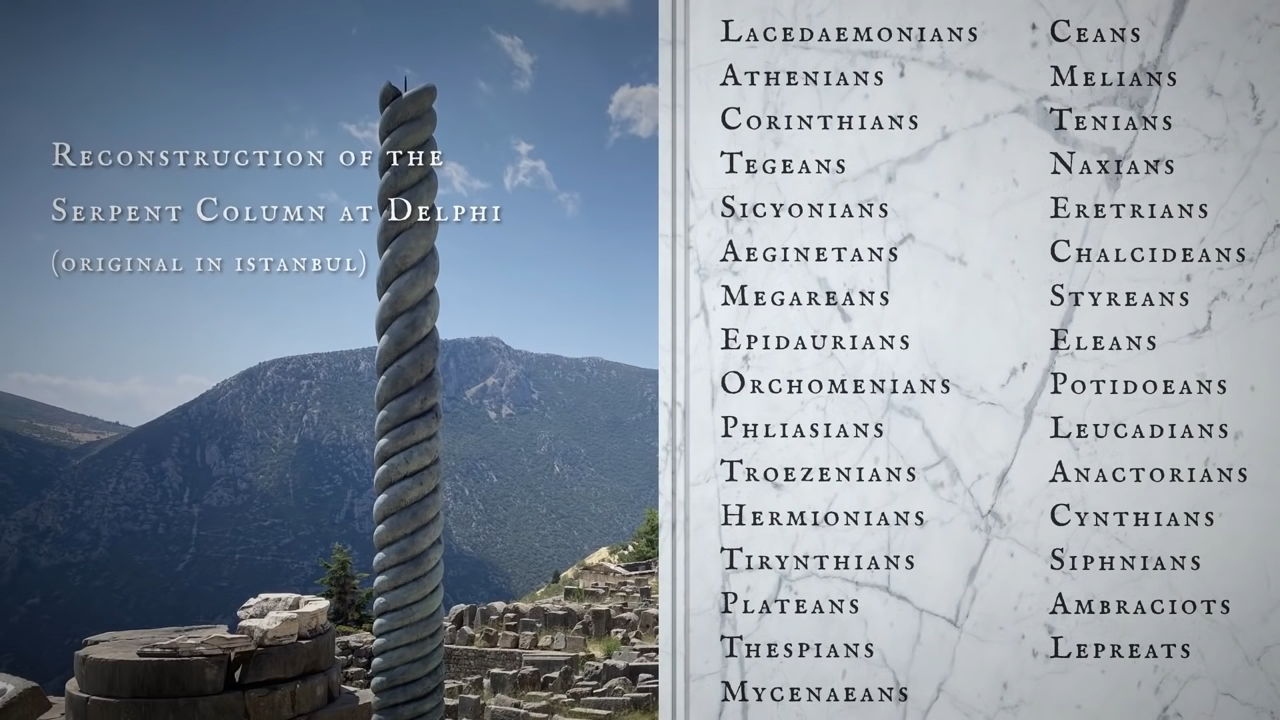 Reconstruction of the
Serpent Column at Delphi
(original in istanbul)
Lacedaemonians
Athenians
Corinthians
Tegeans
Sicyonians
Aeginetans
Megareans
Epidaurians
Orchomenians
Phliasians
Troezenians
Hermionians
Tirynthians
Plateans
Thespians
Mycenaeans
Ceans
Melians
Tenians
Naxians
Eretrians
Chalcideans
Styreans
Eleans
Potidoeans
Leucadians
Anactorians
Cynthians
Siphnians
Ambraciots
Lepreats